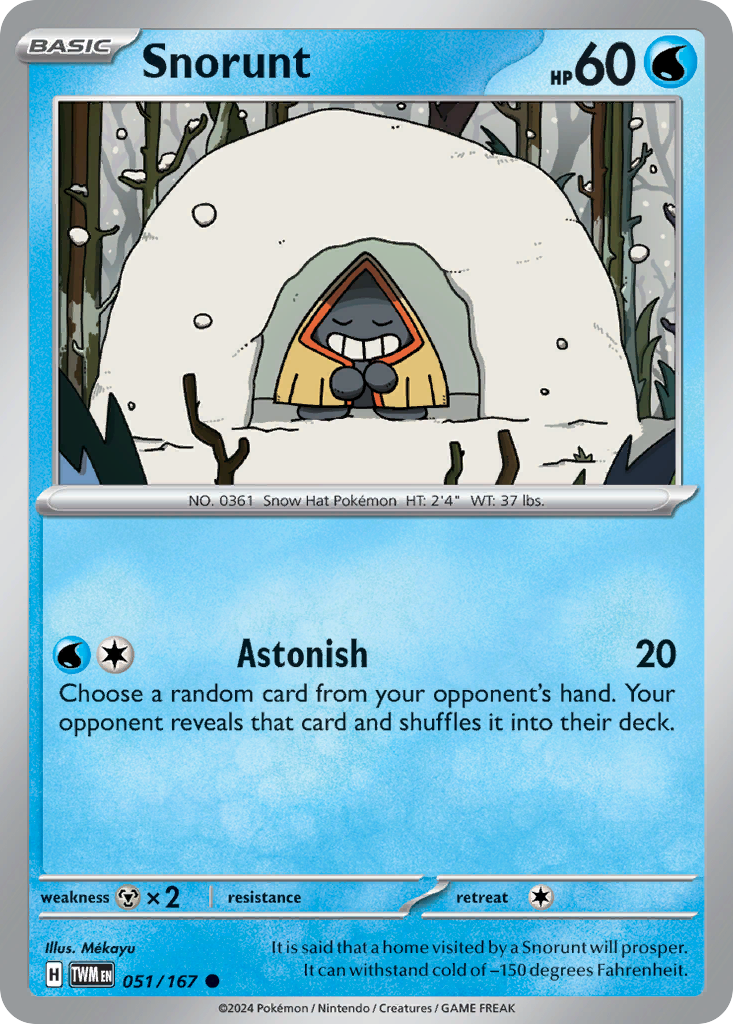 BASIC
Snorunt
HP 60
NO. 0361 Snow Hat Pokémon HT: 2'4" WT: 37 lbs.
Astonish 20
Choose a random card from your opponent's hand. Your
opponent reveals that card and shuffles it into their deck.
weakness ×2 resistance retreat
Illus. Mékayu
It is said that a home visited by a Snorunt will prosper.
It can withstand cold of −150 degrees Fahrenheit.
H TWM EN 051/167
©2024 Pokémon / Nintendo / Creatures / GAME FREAK